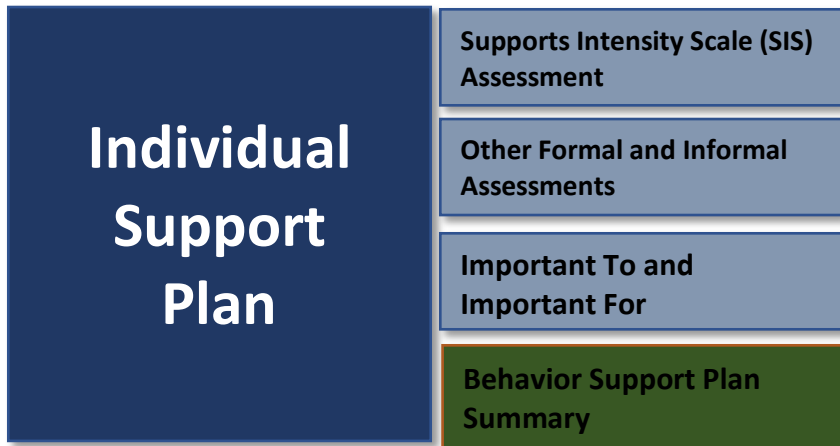 Individual
Support
Plan
Supports Intensity Scale (SIS)
Assessment
Other Formal and Informal
Assessments
Important To and
Important For
Behavior Support Plan
Summary